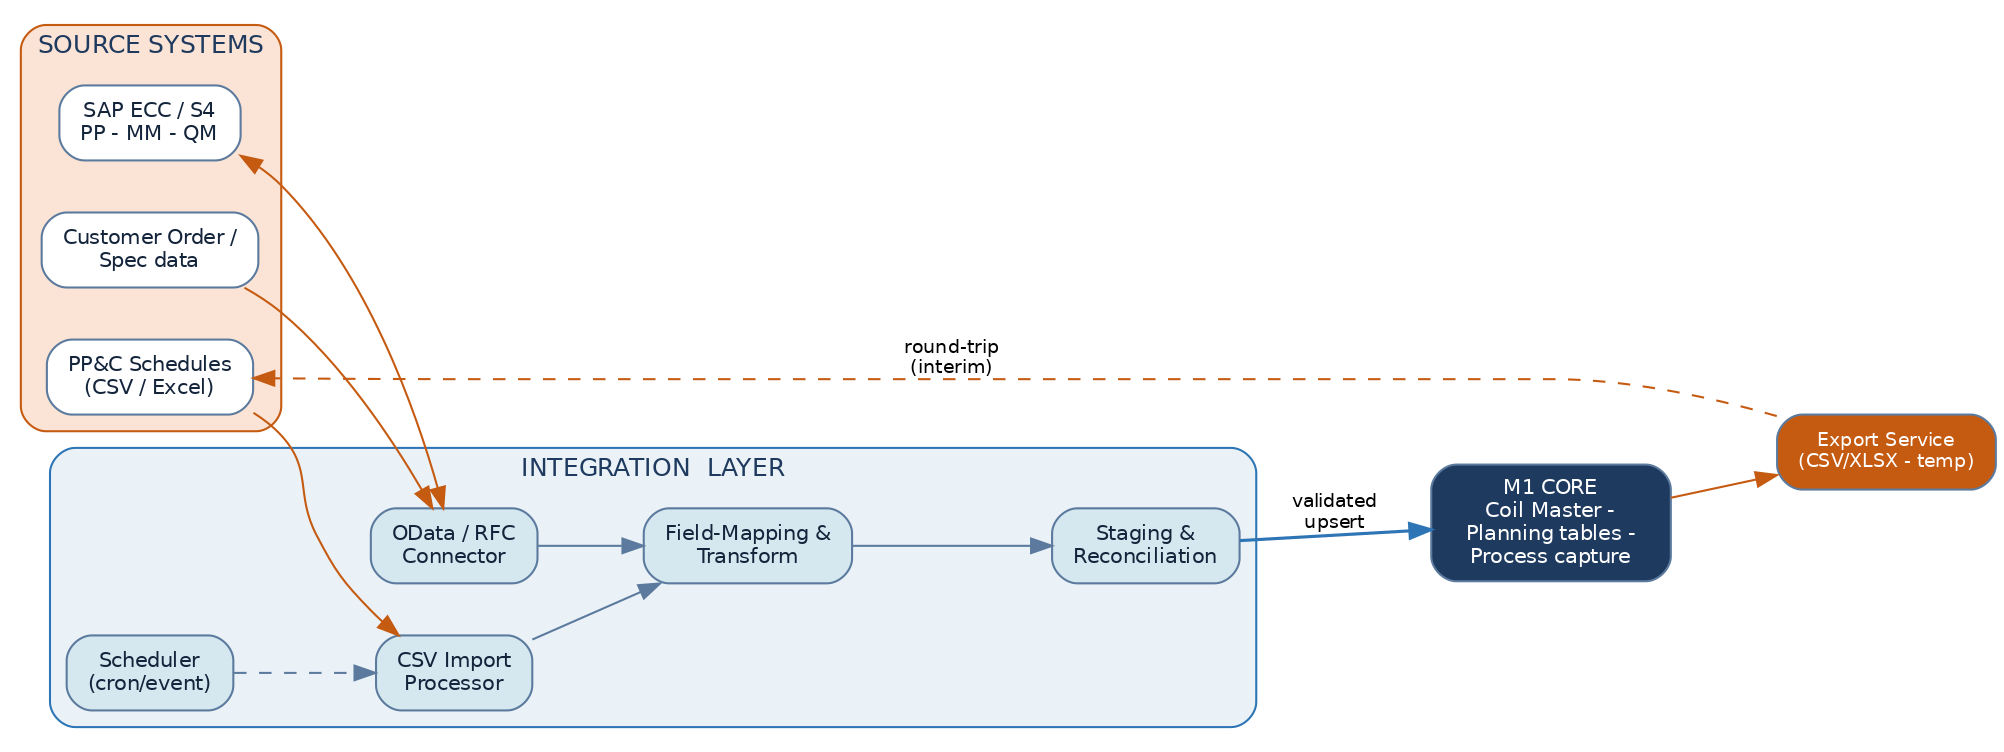 SOURCE SYSTEMS
SAP ECC / S4
PP - MM - QM
Customer Order /
Spec data
PP&C Schedules
(CSV / Excel)
round-trip
(interim)
INTEGRATION  LAYER
OData / RFC
Connector
Field-Mapping &
Transform
Staging &
Reconciliation
Scheduler
(cron/event)
CSV Import
Processor
validated
upsert
M1 CORE
Coil Master -
Planning tables -
Process capture
Export Service
(CSV/XLSX - temp)